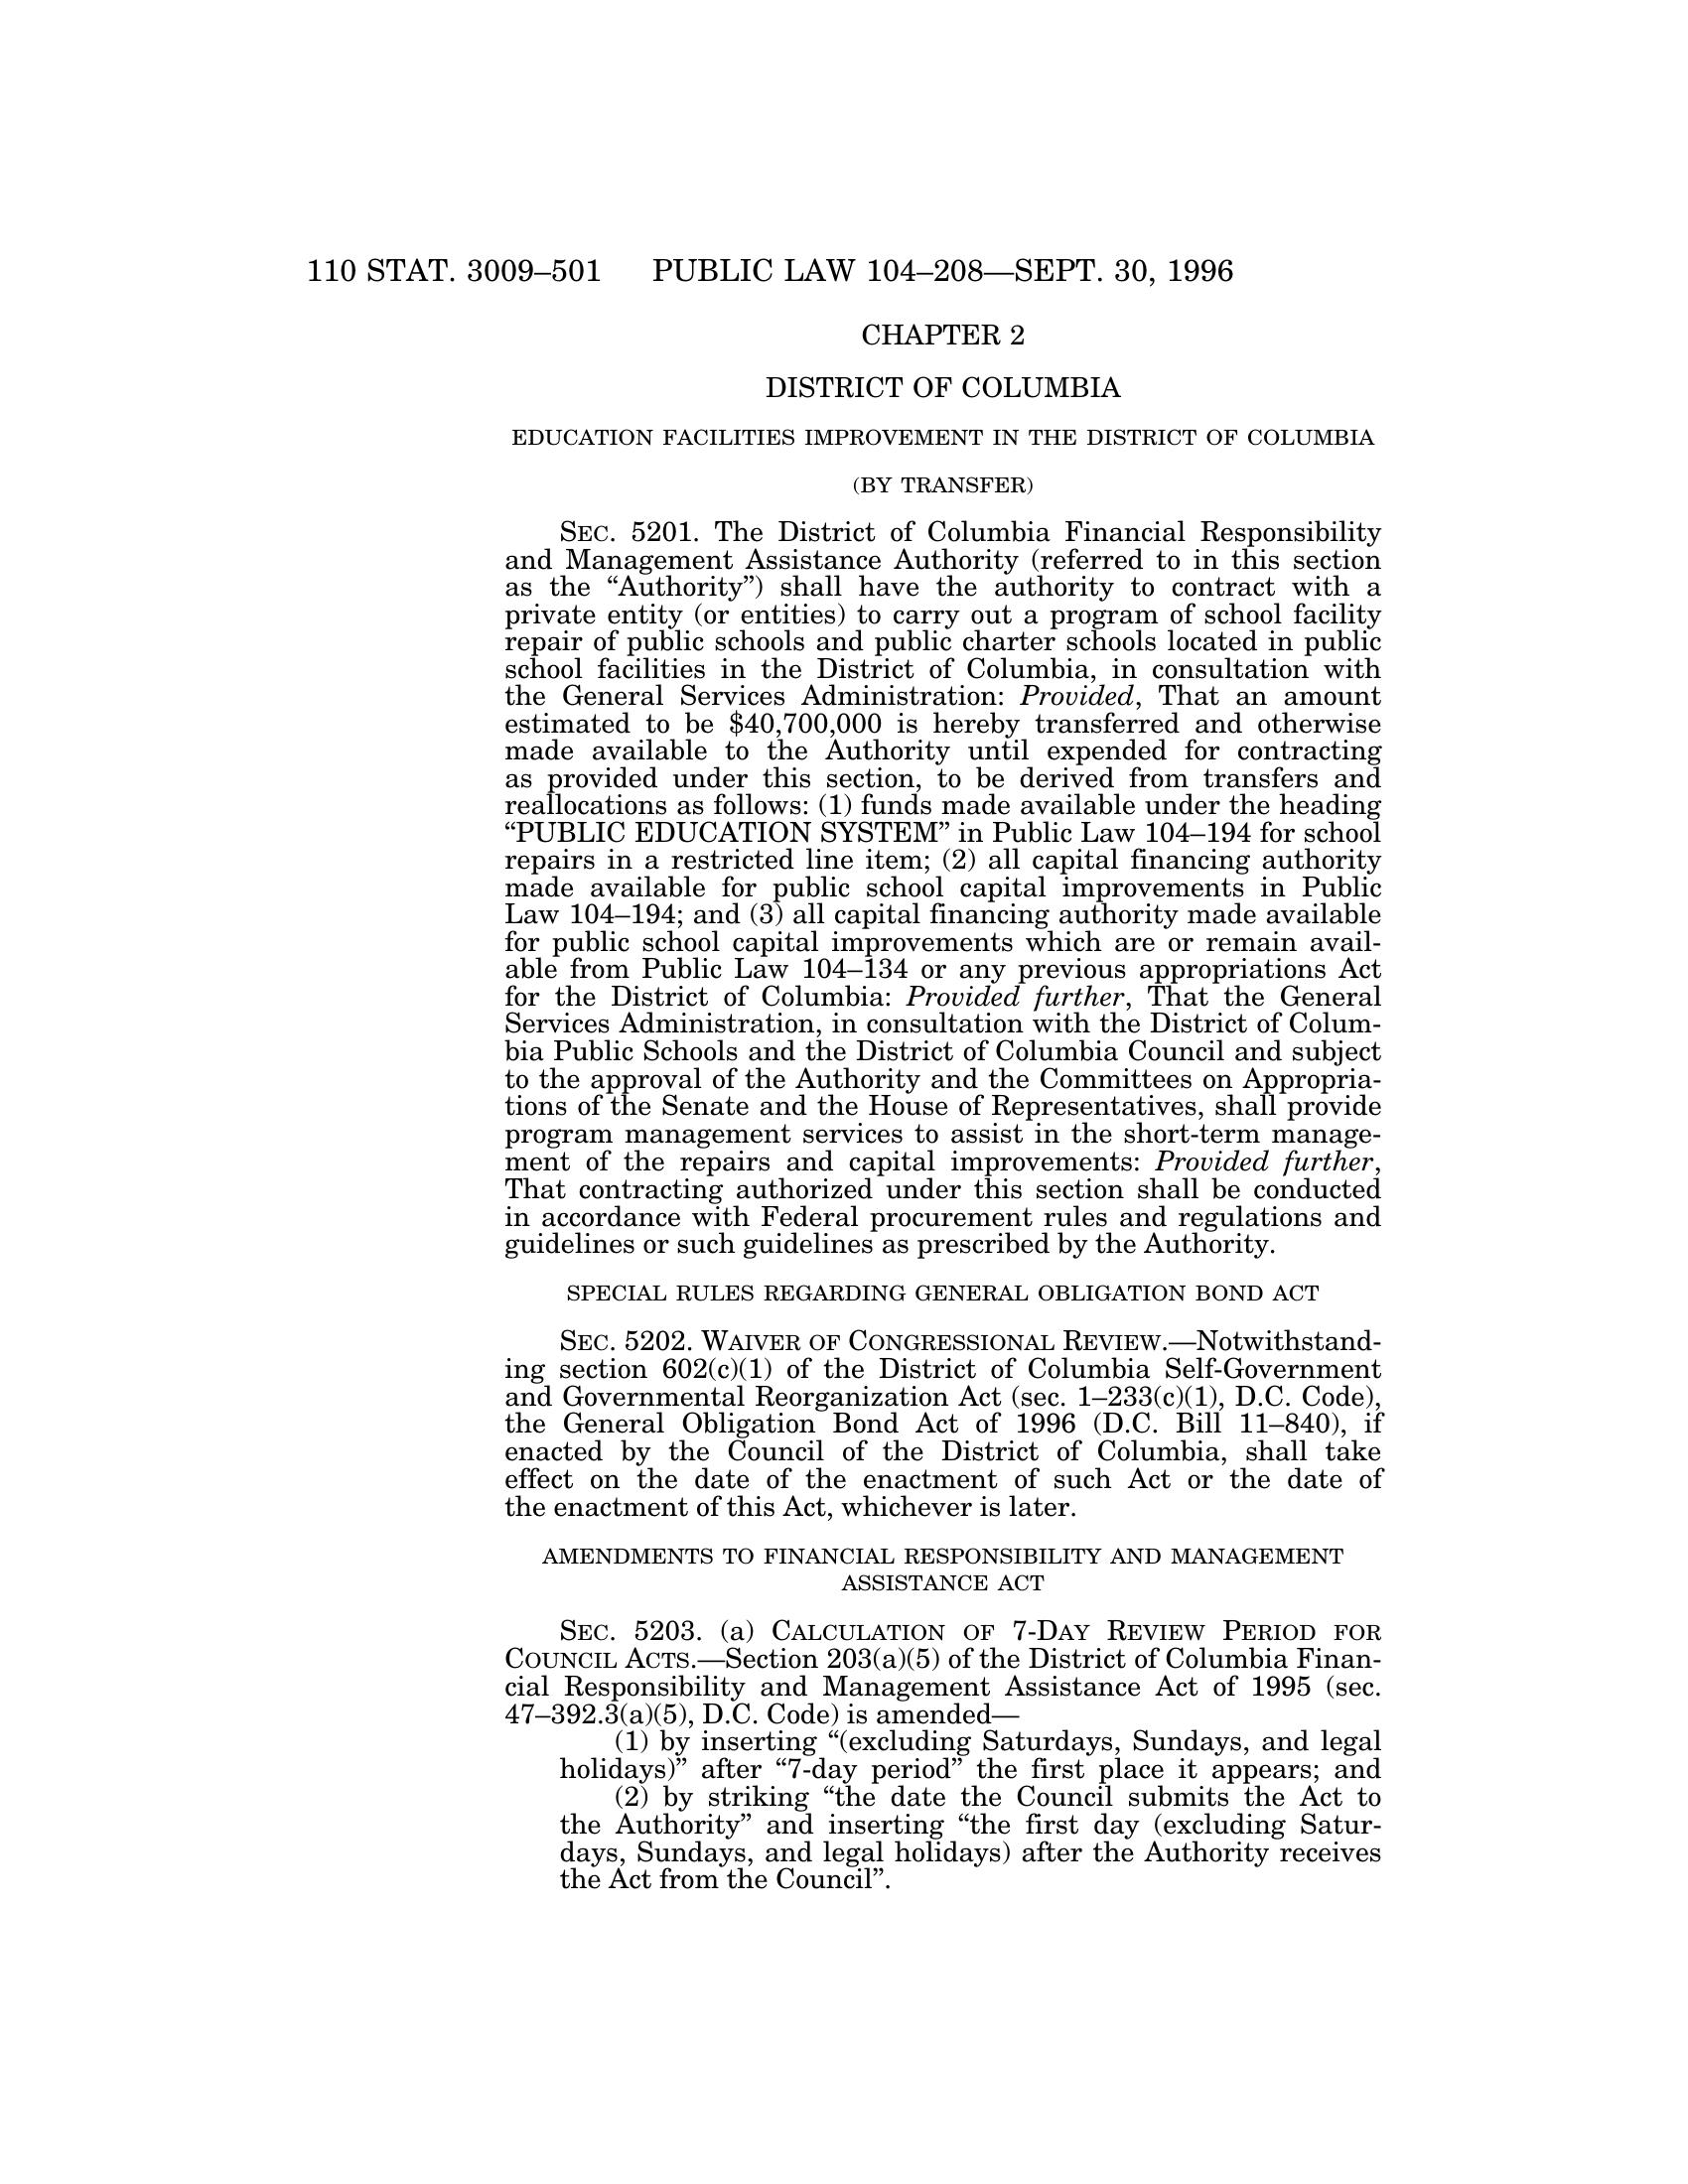 110 STAT. 3009–501 PUBLIC LAW 104–208—SEPT. 30, 1996
CHAPTER 2
DISTRICT OF COLUMBIA
EDUCATION FACILITIES IMPROVEMENT IN THE DISTRICT OF COLUMBIA
(BY TRANSFER)
SEC. 5201. The District of Columbia Financial Responsibility
and Management Assistance Authority (referred to in this section
as the “Authority”) shall have the authority to contract with a
private entity (or entities) to carry out a program of school facility
repair of public schools and public charter schools located in public
school facilities in the District of Columbia, in consultation with
the General Services Administration: Provided, That an amount
estimated to be $40,700,000 is hereby transferred and otherwise
made available to the Authority until expended for contracting
as provided under this section, to be derived from transfers and
reallocations as follows: (1) funds made available under the heading
“PUBLIC EDUCATION SYSTEM” in Public Law 104–194 for school
repairs in a restricted line item; (2) all capital financing authority
made available for public school capital improvements in Public
Law 104–194; and (3) all capital financing authority made available
for public school capital improvements which are or remain avail-
able from Public Law 104–134 or any previous appropriations Act
for the District of Columbia: Provided further, That the General
Services Administration, in consultation with the District of Colum-
bia Public Schools and the District of Columbia Council and subject
to the approval of the Authority and the Committees on Appropria-
tions of the Senate and the House of Representatives, shall provide
program management services to assist in the short-term manage-
ment of the repairs and capital improvements: Provided further,
That contracting authorized under this section shall be conducted
in accordance with Federal procurement rules and regulations and
guidelines or such guidelines as prescribed by the Authority.
SPECIAL RULES REGARDING GENERAL OBLIGATION BOND ACT
SEC. 5202. WAIVER OF CONGRESSIONAL REVIEW.—Notwithstand-
ing section 602(c)(1) of the District of Columbia Self-Government
and Governmental Reorganization Act (sec. 1–233(c)(1), D.C. Code),
the General Obligation Bond Act of 1996 (D.C. Bill 11–840), if
enacted by the Council of the District of Columbia, shall take
effect on the date of the enactment of such Act or the date of
the enactment of this Act, whichever is later.
AMENDMENTS TO FINANCIAL RESPONSIBILITY AND MANAGEMENT
ASSISTANCE ACT
SEC. 5203. (a) CALCULATION OF 7-DAY REVIEW PERIOD FOR
COUNCIL ACTS.—Section 203(a)(5) of the District of Columbia Finan-
cial Responsibility and Management Assistance Act of 1995 (sec.
47–392.3(a)(5), D.C. Code) is amended—
(1) by inserting “(excluding Saturdays, Sundays, and legal
holidays)” after “7-day period” the first place it appears; and
(2) by striking “the date the Council submits the Act to
the Authority” and inserting “the first day (excluding Satur-
days, Sundays, and legal holidays) after the Authority receives
the Act from the Council”.